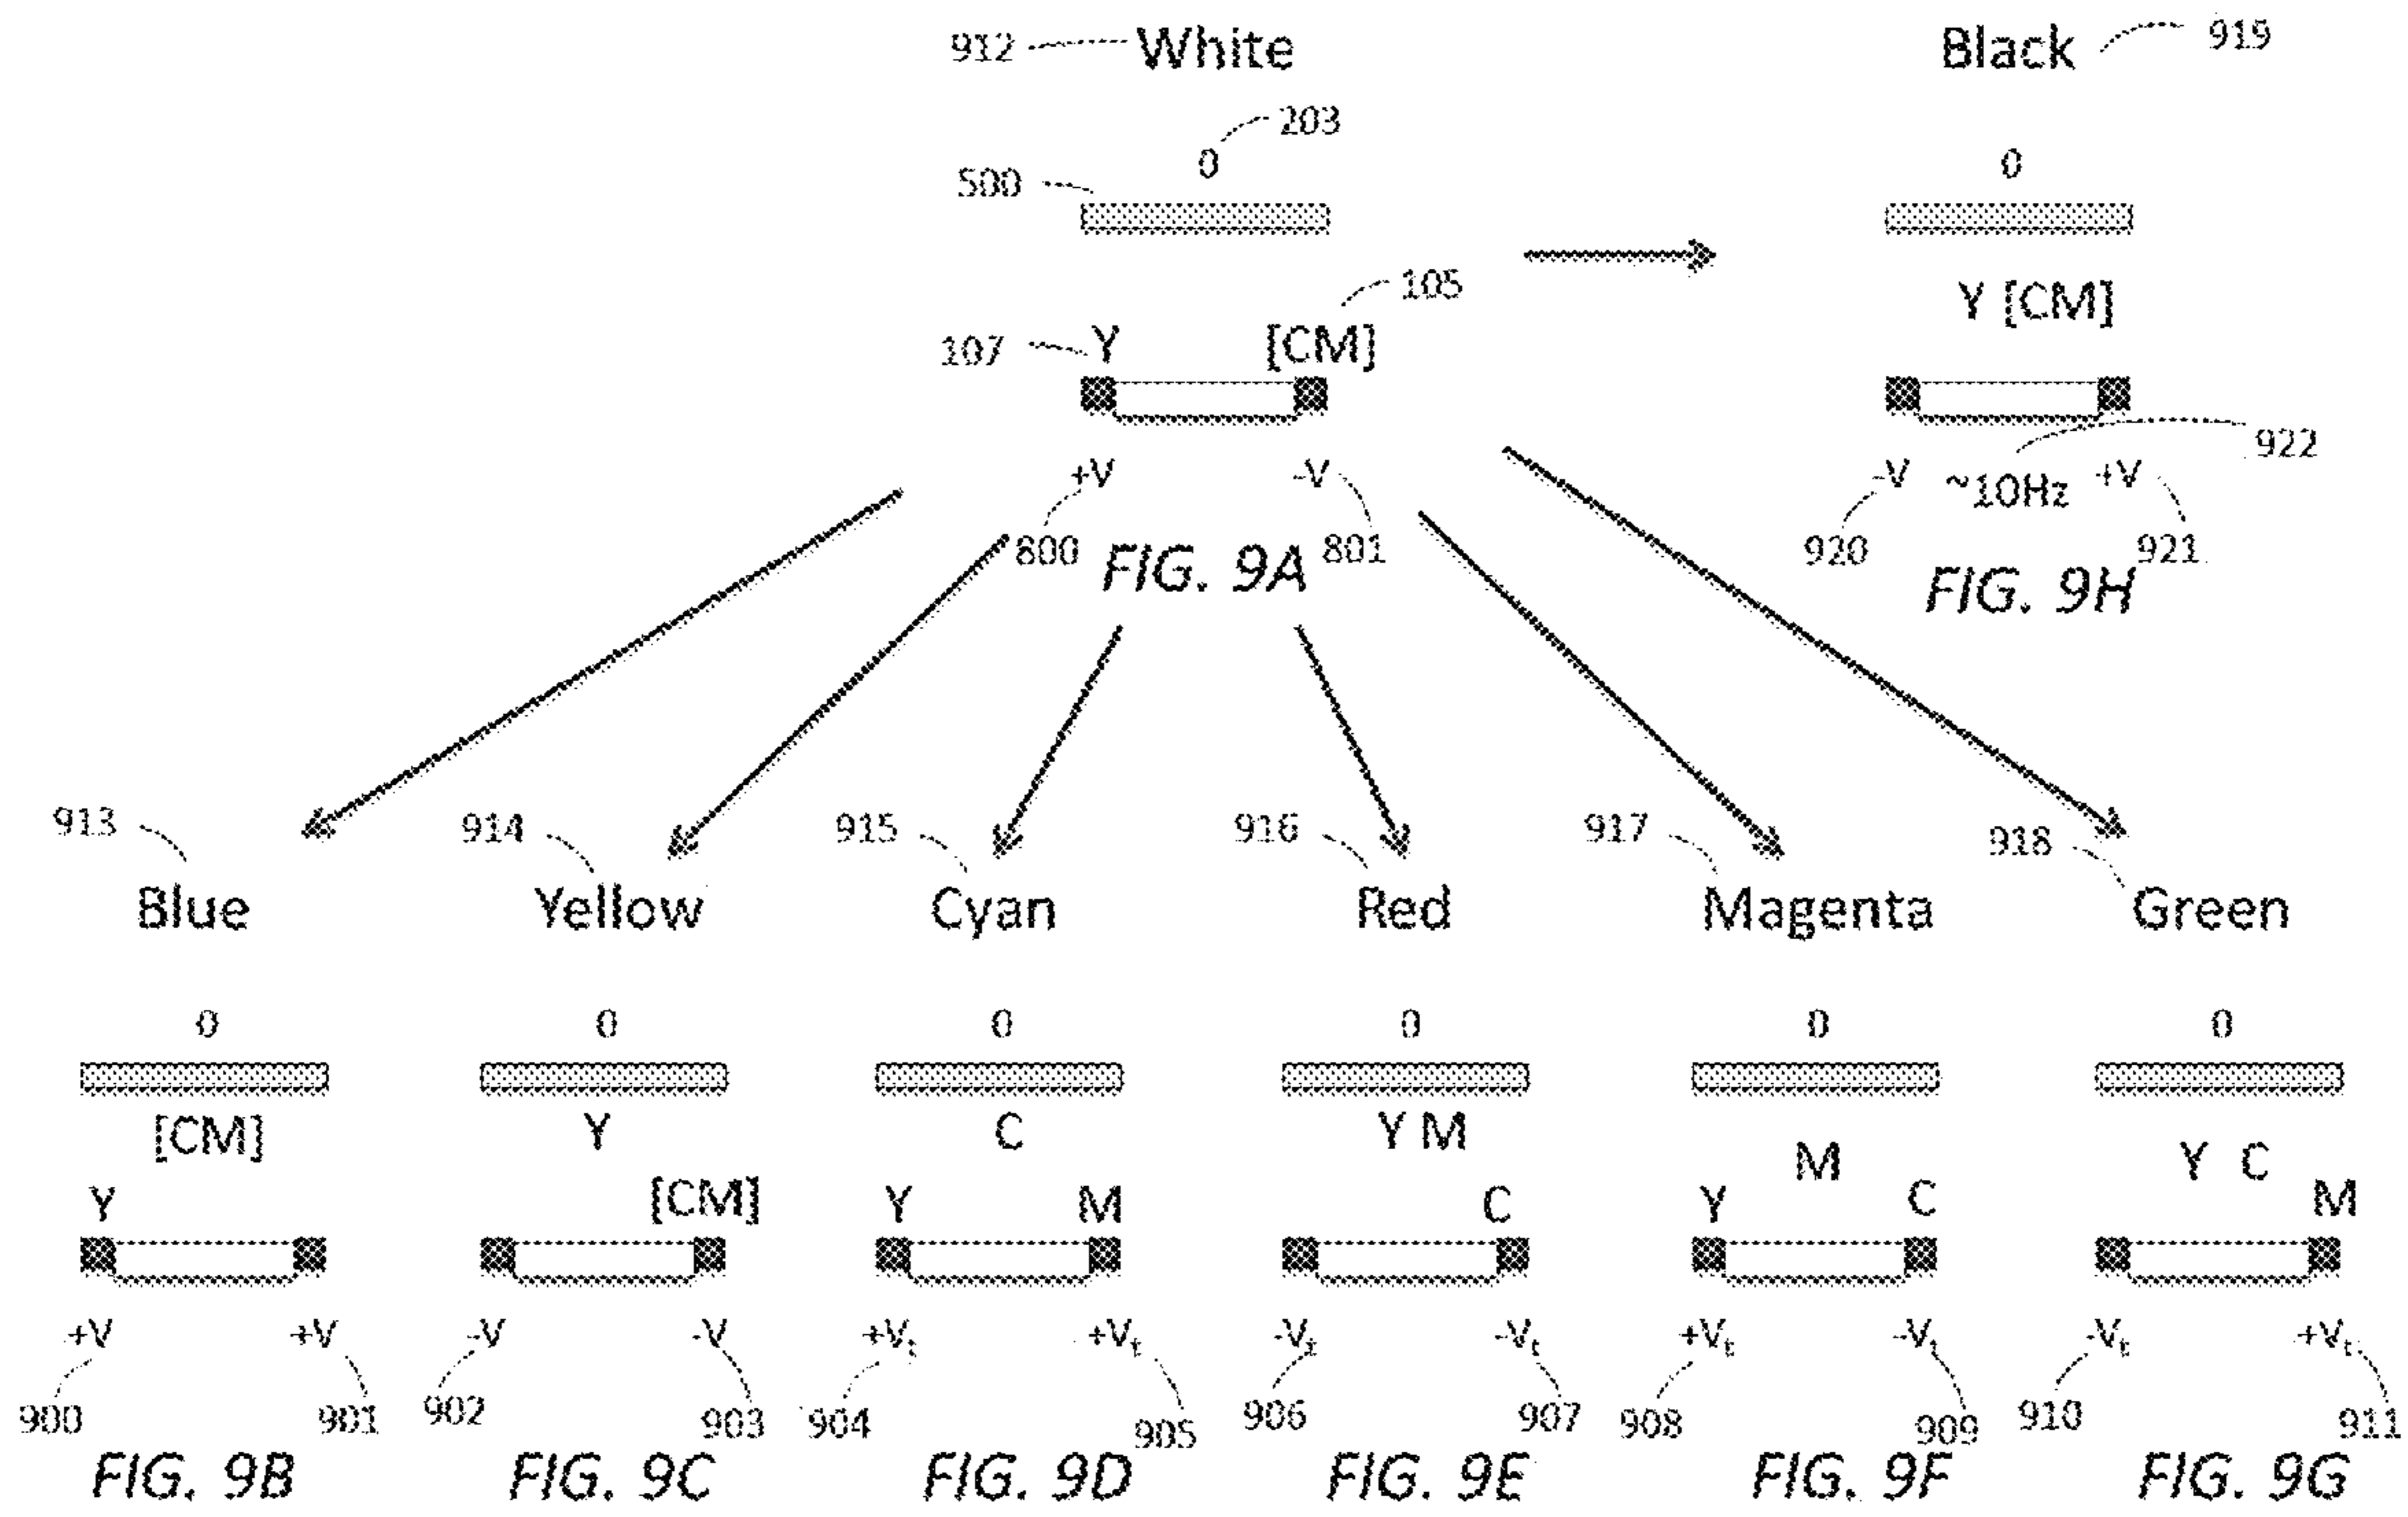 912 White
Black 919
203
0
0
500
105
Y [CM]
107 Y [CM]
922
+V -V
-V ~10Hz +V
800 801
920 921
FIG. 9A
FIG. 9H
913 914 915 916 917 918
Blue Yellow Cyan Red Magenta Green
0 0 0 0 0 0
[CM] Y C Y M M Y C
Y [CM] Y M C Y C M
+V +V -V -V +Vt +Vt -Vt -Vt +Vt -Vt -Vt +Vt
900 901 902 903 904 905 906 907 908 909 910 911
FIG. 9B FIG. 9C FIG. 9D FIG. 9E FIG. 9F FIG. 9G